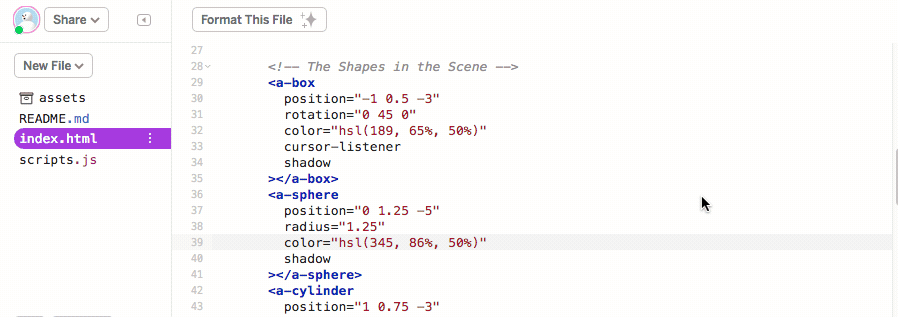 Share
Format This File
New File
assets
README.md
index.html
scripts.js
27
28 <!-- The Shapes in the Scene -->
29 <a-box
30 position="-1 0.5 -3"
31 rotation="0 45 0"
32 color="hsl(189, 65%, 50%)"
33 cursor-listener
34 shadow
35 ></a-box>
36 <a-sphere
37 position="0 1.25 -5"
38 radius="1.25"
39 color="hsl(345, 86%, 50%)"
40 shadow
41 ></a-sphere>
42 <a-cylinder
43 position="1 0.75 -3"